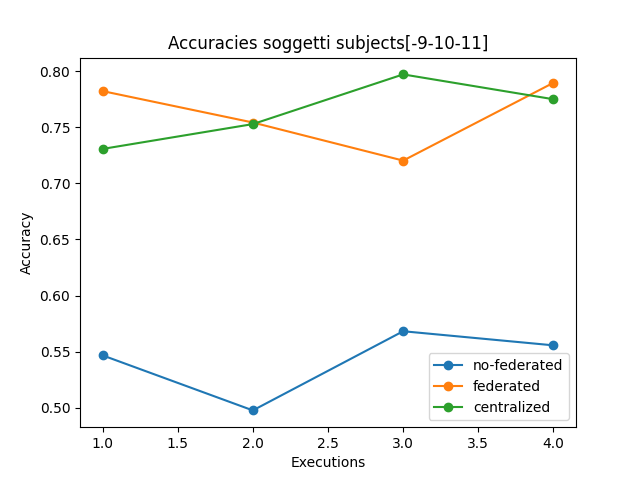 Accuracies soggetti subjects[-9-10-11]
0.80
0.75
0.70
0.65
0.60
0.55
0.50
Accuracy
no-federated
federated
centralized
1.0 1.5 2.0 2.5 3.0 3.5 4.0
Executions